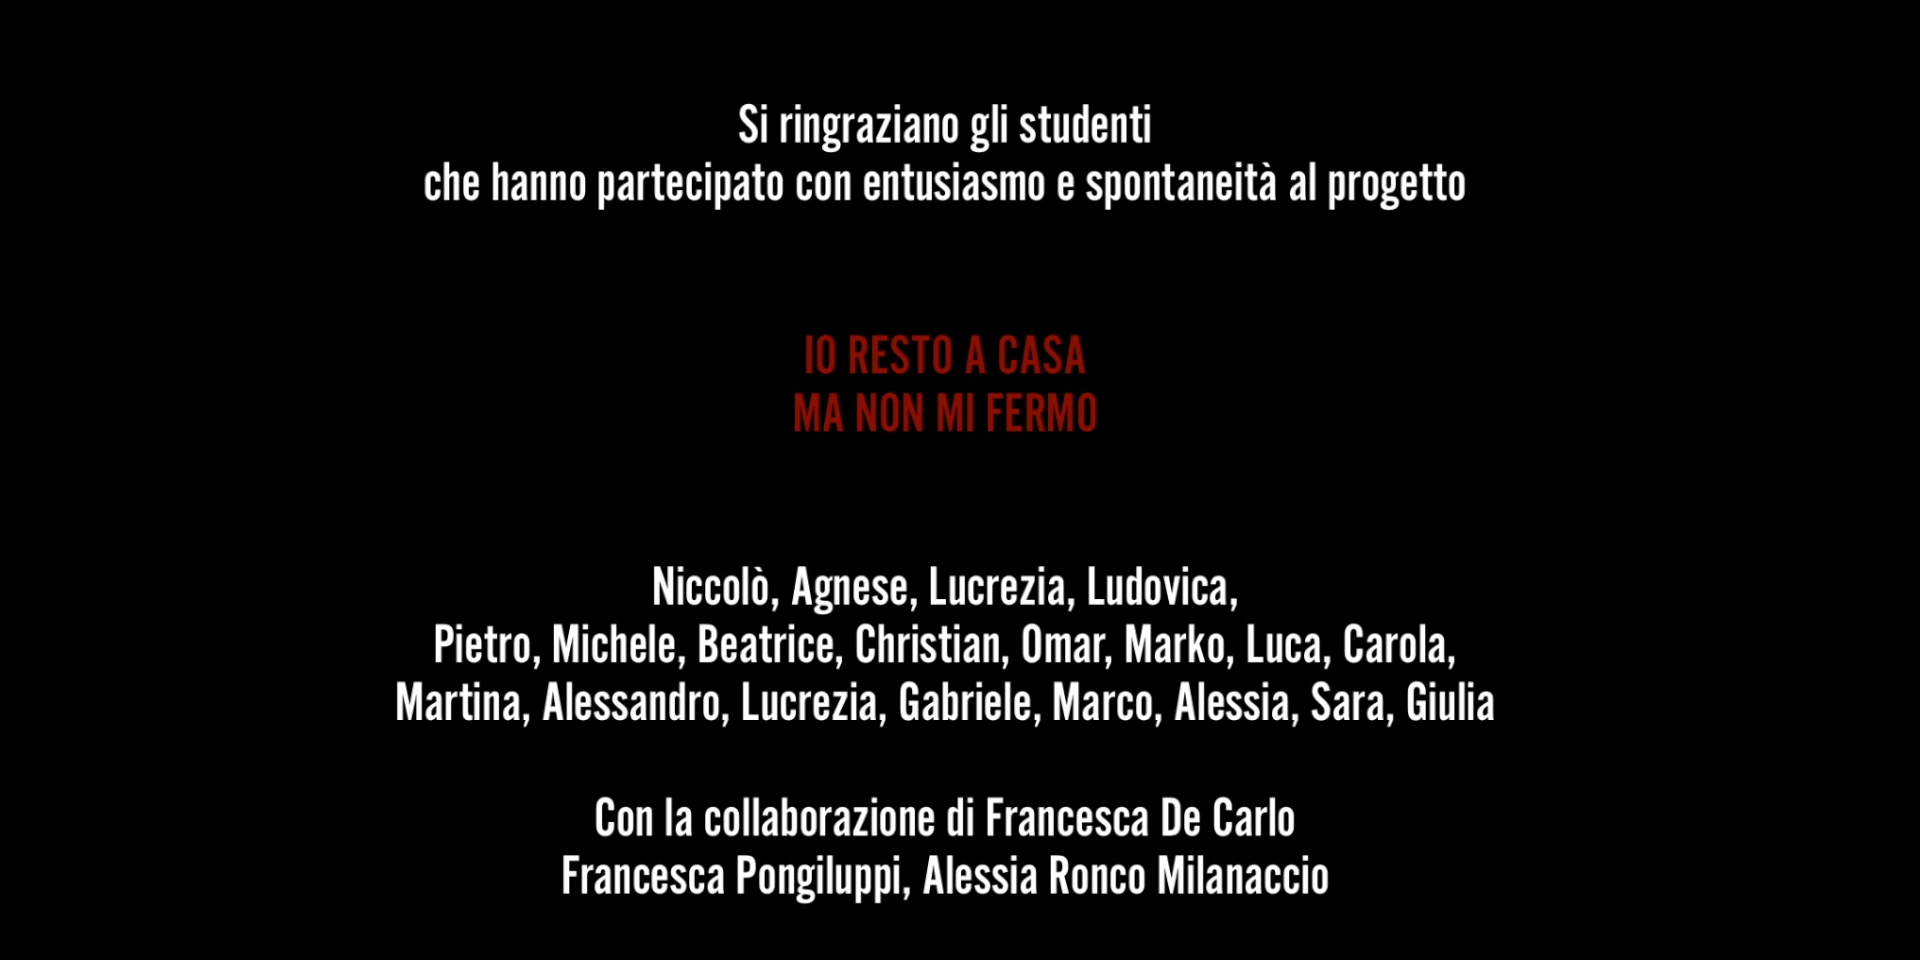 Si ringraziano gli studenti
che hanno partecipato con entusiasmo e spontaneità al progetto
IO RESTO A CASA
MA NON MI FERMO
Niccolò, Agnese, Lucrezia, Ludovica,
Pietro, Michele, Beatrice, Christian, Omar, Marko, Luca, Carola,
Martina, Alessandro, Lucrezia, Gabriele, Marco, Alessia, Sara, Giulia
Con la collaborazione di Francesca De Carlo
Francesca Pongiluppi, Alessia Ronco Milanaccio